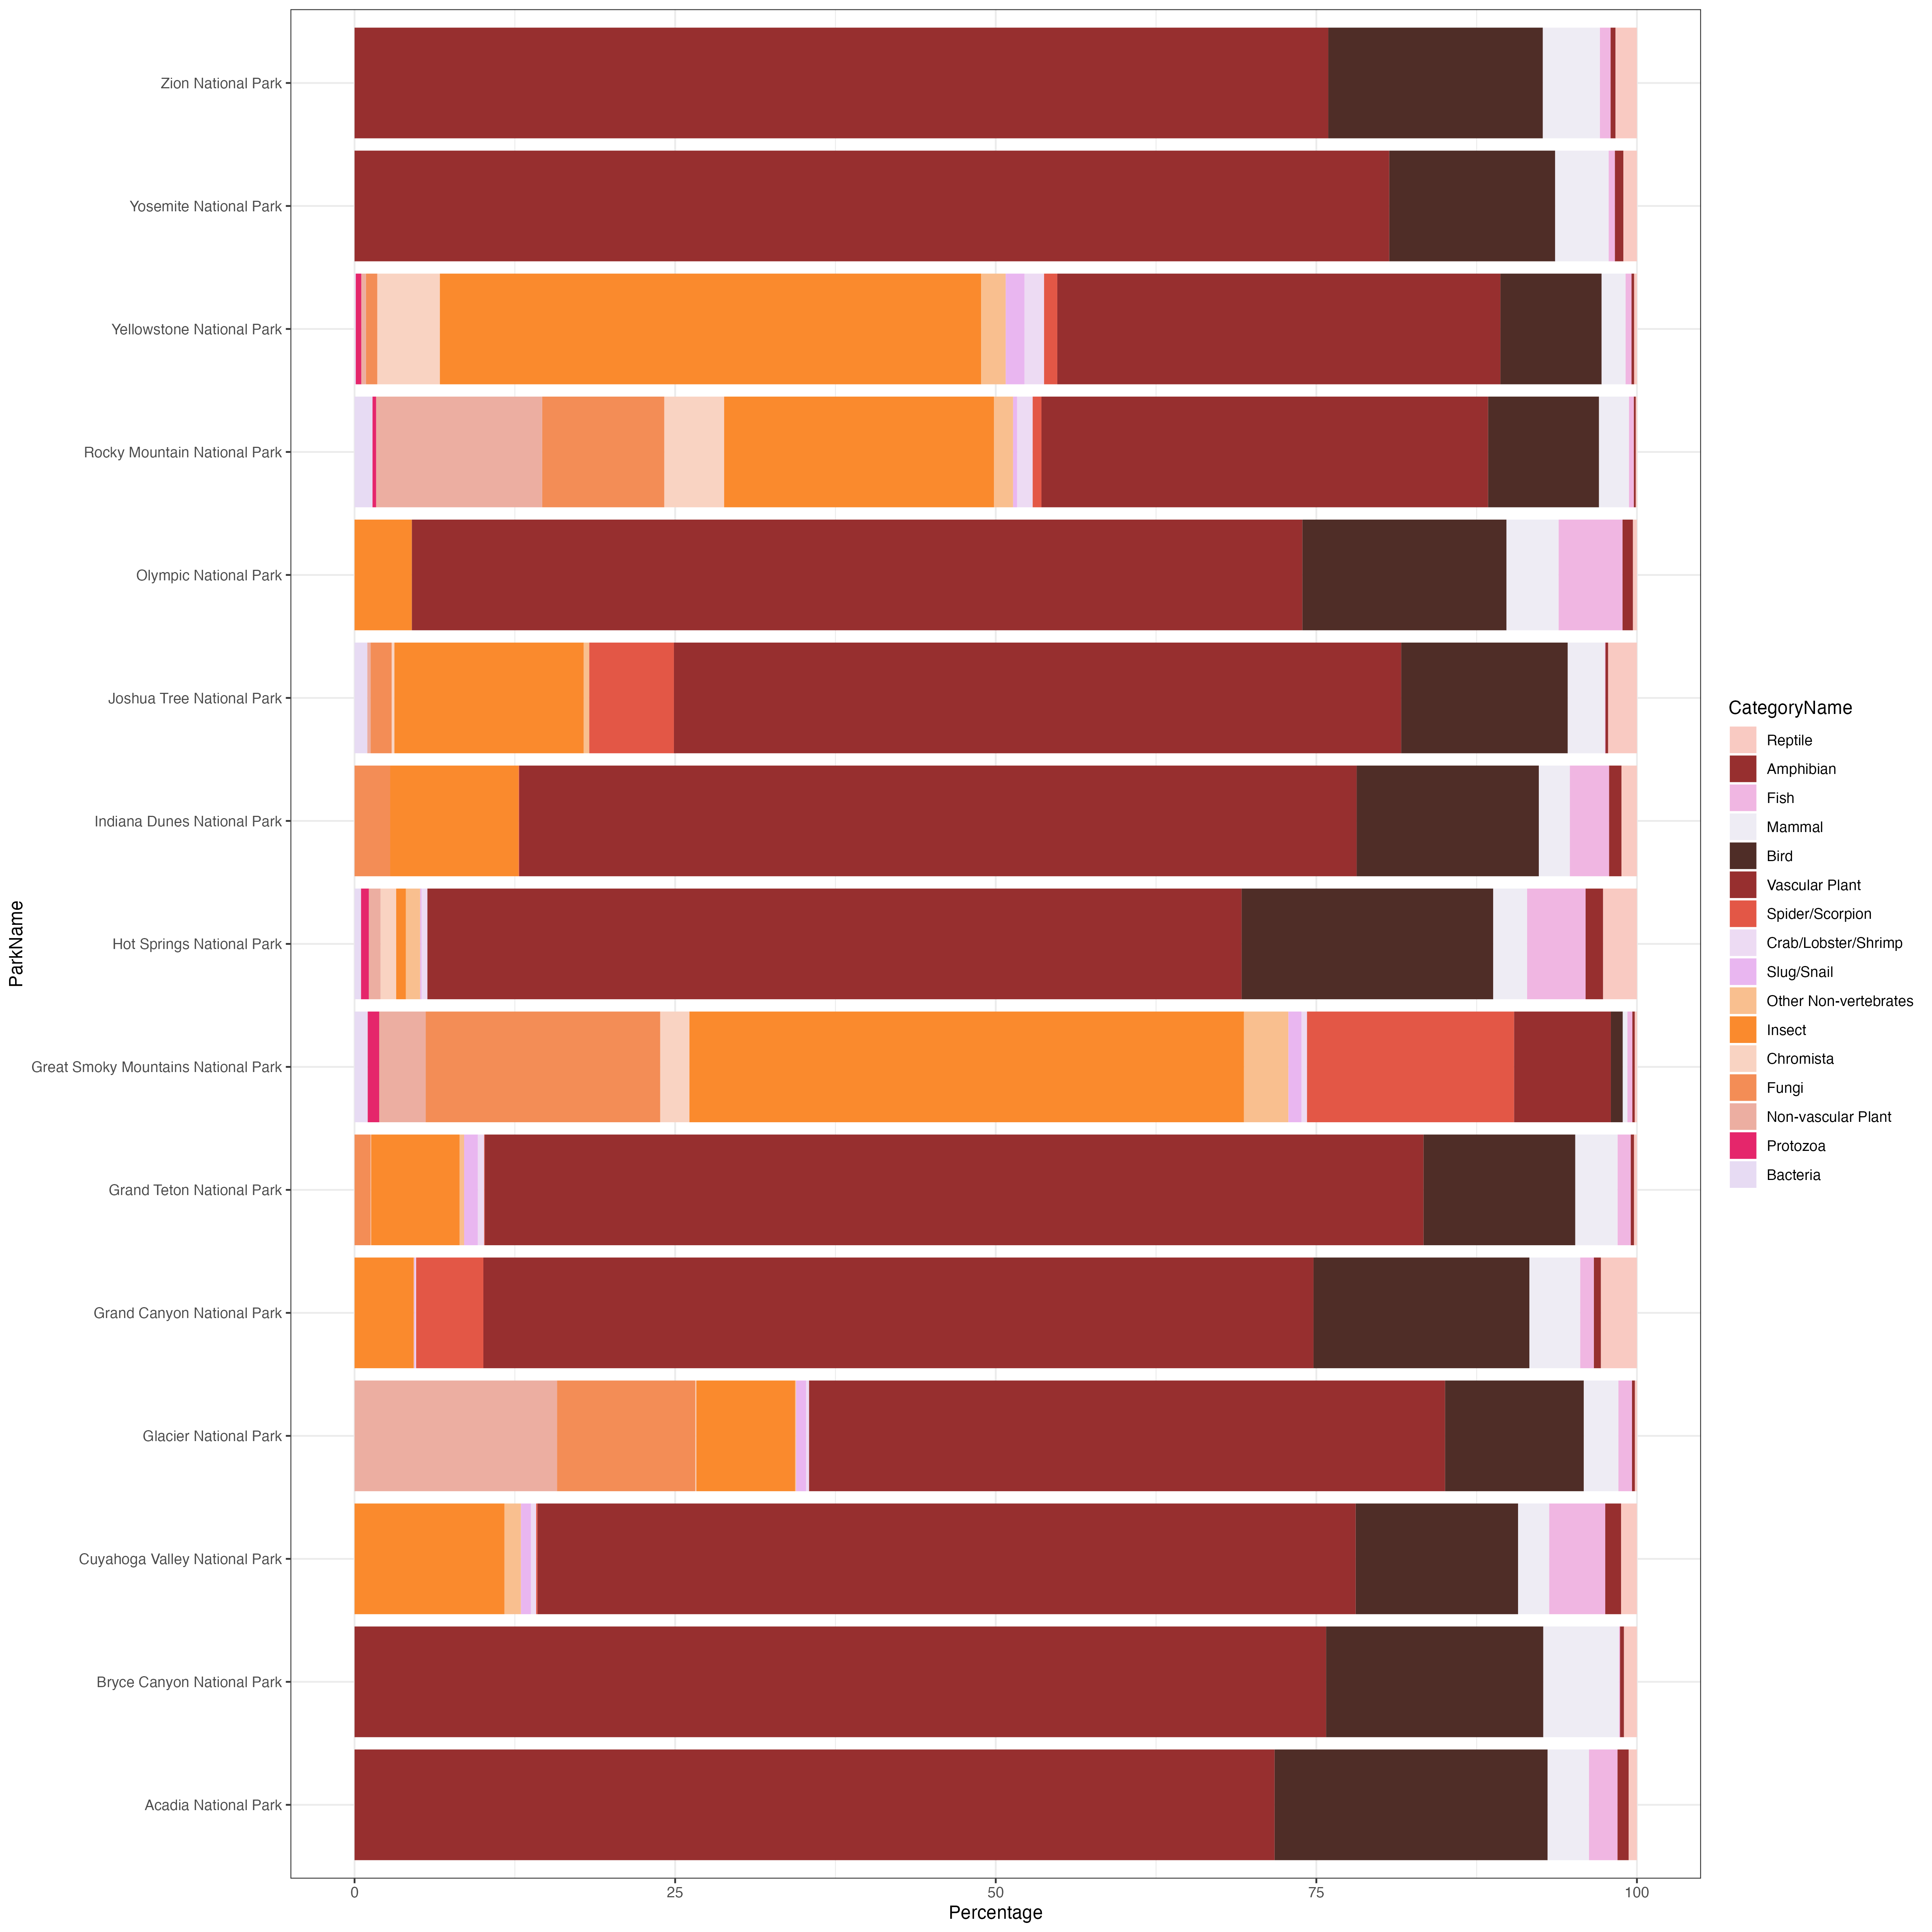 Zion National Park
Yosemite National Park
Yellowstone National Park
Rocky Mountain National Park
Olympic National Park
Joshua Tree National Park
Indiana Dunes National Park
Hot Springs National Park
Great Smoky Mountains National Park
Grand Teton National Park
Grand Canyon National Park
Glacier National Park
Cuyahoga Valley National Park
Bryce Canyon National Park
Acadia National Park
ParkName
0 25 50 75 100
Percentage
CategoryName
Reptile
Amphibian
Fish
Mammal
Bird
Vascular Plant
Spider/Scorpion
Crab/Lobster/Shrimp
Slug/Snail
Other Non-vertebrates
Insect
Chromista
Fungi
Non-vascular Plant
Protozoa
Bacteria